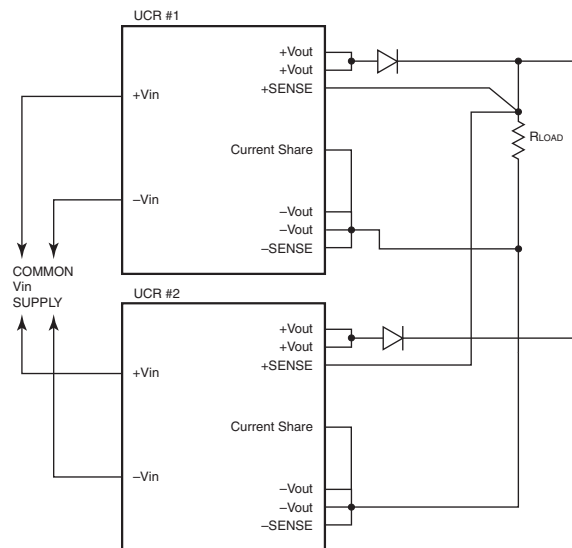 UCR #1
+Vout
+Vout
+SENSE
+Vin
RLOAD
Current Share
–Vin
–Vout
–Vout
–SENSE
COMMON
Vin
SUPPLY
UCR #2
+Vout
+Vout
+SENSE
+Vin
Current Share
–Vin
–Vout
–Vout
–SENSE